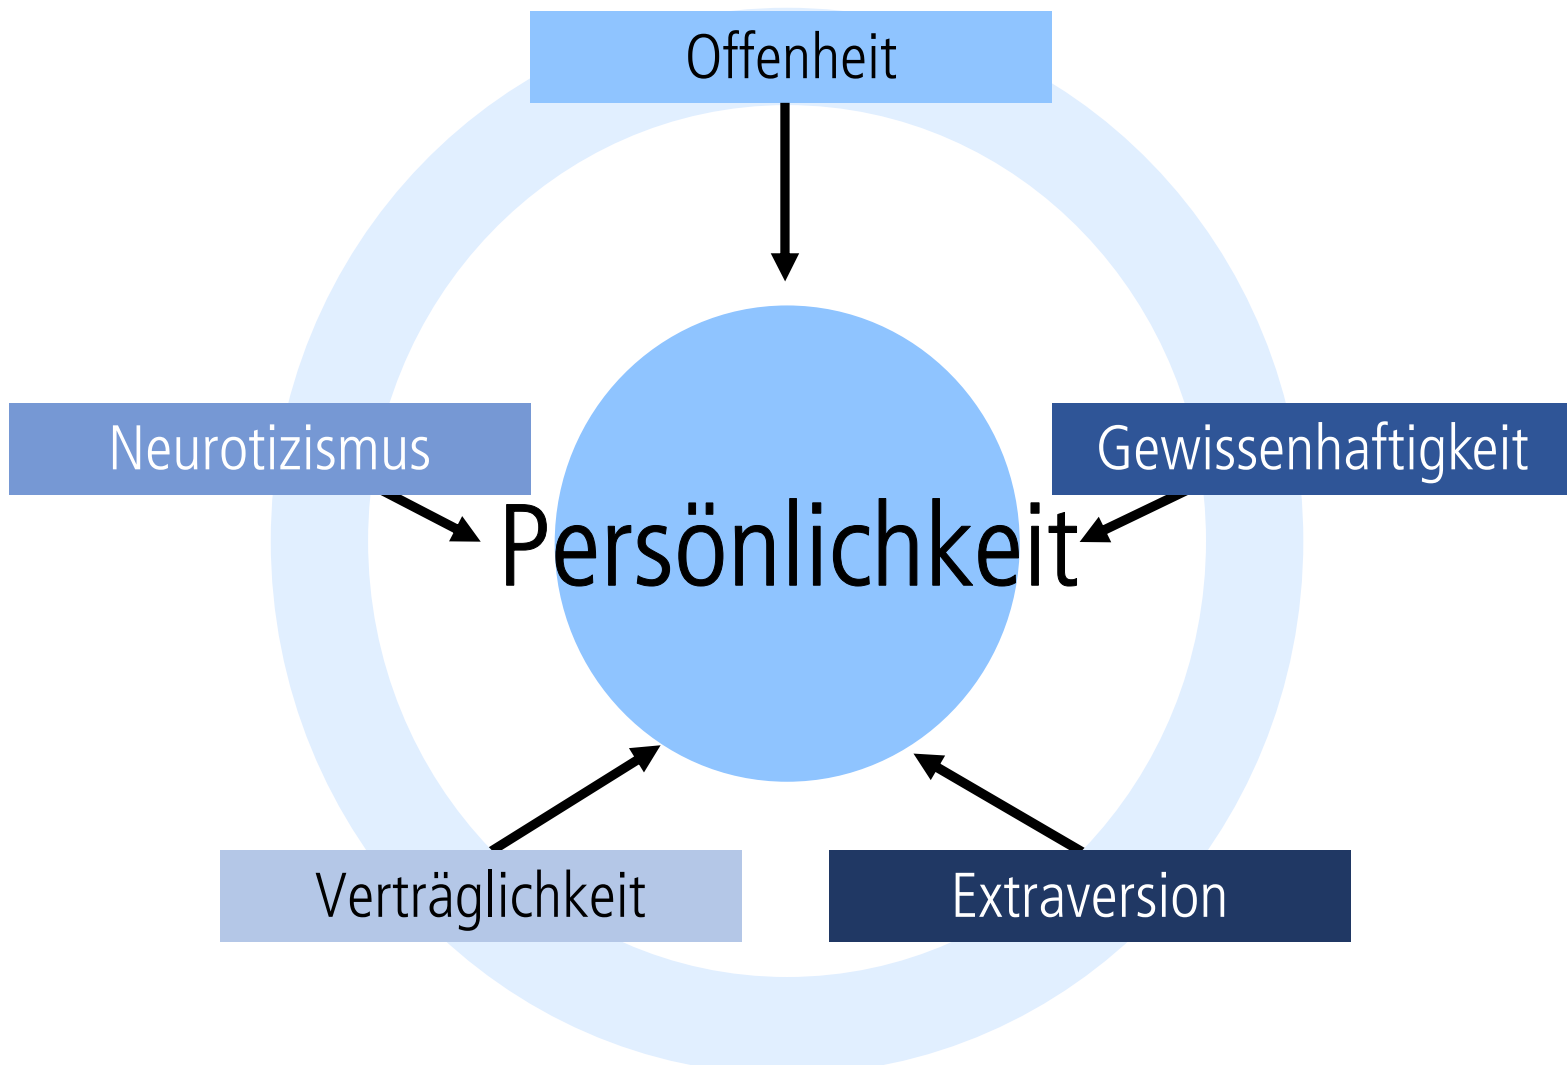 Offenheit
Neurotizismus
Gewissenhaftigkeit
Persönlichkeit
Verträglichkeit
Extraversion